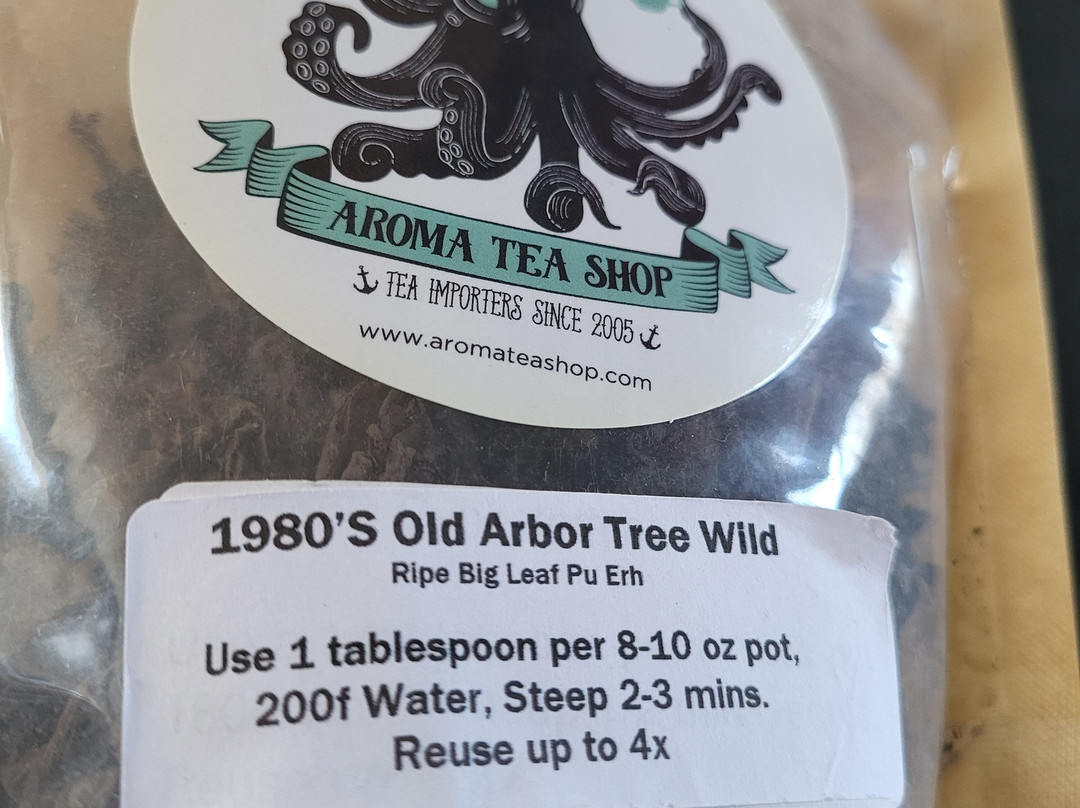 AROMA TEA SHOP
TEA IMPORTERS SINCE 2005
www.aromateashop.com
1980'S Old Arbor Tree Wild
Ripe Big Leaf Pu Erh
Use 1 tablespoon per 8-10 oz pot,
200f Water, Steep 2-3 mins.
Reuse up to 4x